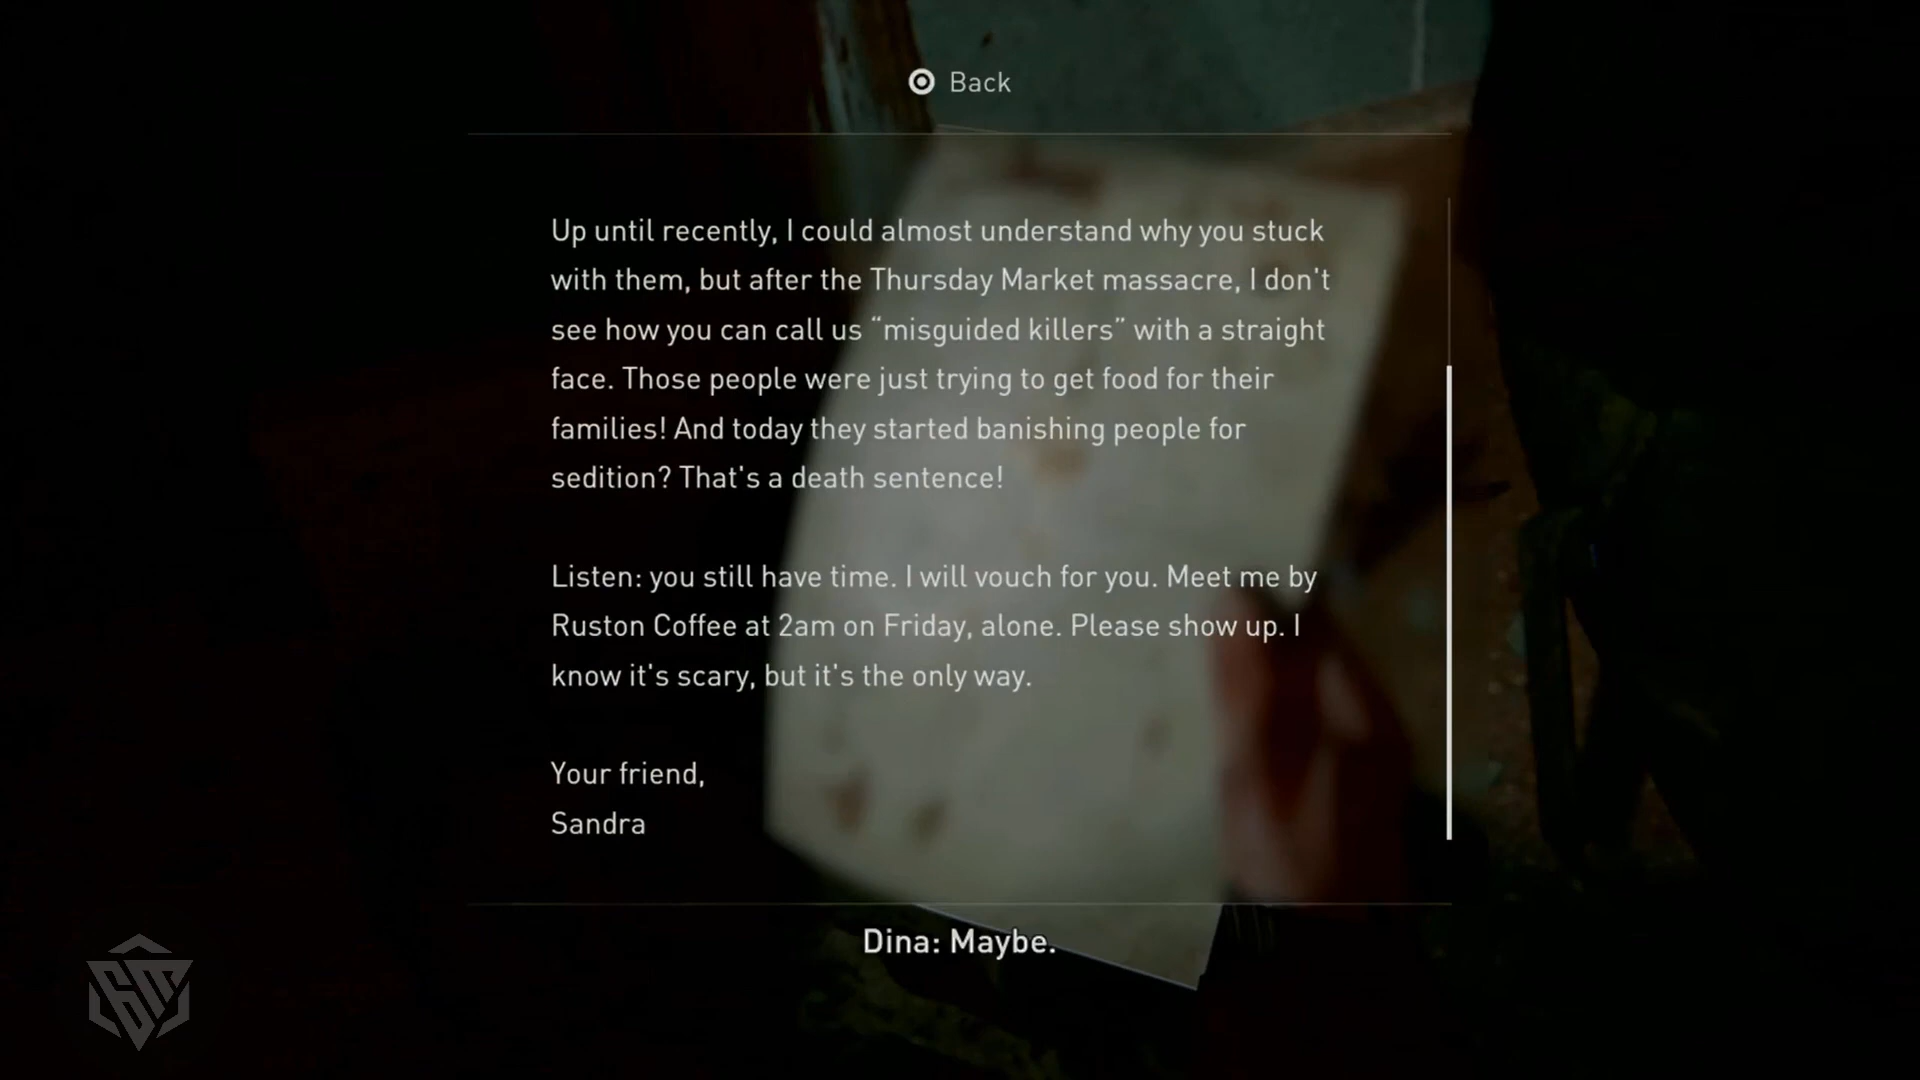 Back
Up until recently, I could almost understand why you stuck
with them, but after the Thursday Market massacre, I don't
see how you can call us “misguided killers” with a straight
face. Those people were just trying to get food for their
families! And today they started banishing people for
sedition? That's a death sentence!
Listen: you still have time. I will vouch for you. Meet me by
Ruston Coffee at 2am on Friday, alone. Please show up. I
know it's scary, but it's the only way.
Your friend,
Sandra
Dina: Maybe.